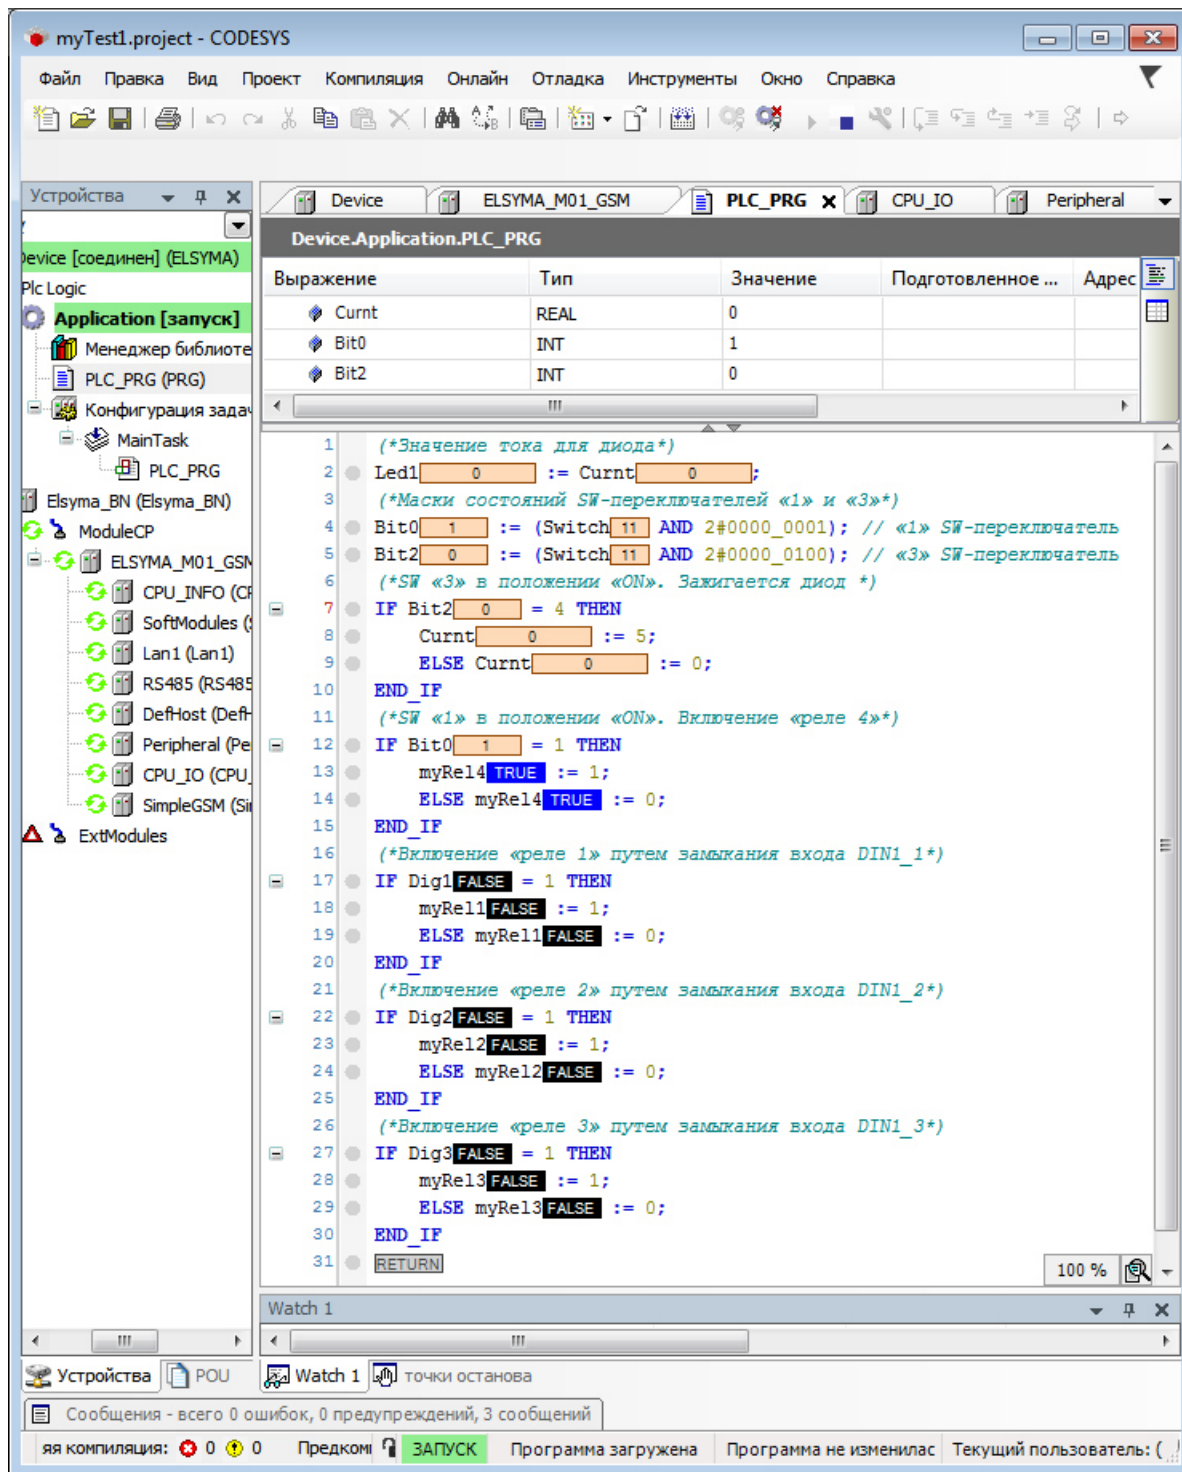 myTest1.project - CODESYS
Файл Правка Вид Проект Компиляция Онлайн Отладка Инструменты Окно Справка
Устройства
Device ELSYMA_M01_GSM PLC_PRG CPU_IO Peripheral
Device.Application.PLC_PRG
Выражение Тип Значение Подготовленное ... Адрес
Curnt REAL 0
Bit0 INT 1
Bit2 INT 0
Device [соединен] (ELSYMA)
Plc Logic
Application [запуск]
Менеджер библиоте
PLC_PRG (PRG)
Конфигурация задач
MainTask
PLC_PRG
Elsyma_BN (Elsyma_BN)
ModuleCP
ELSYMA_M01_GSM
CPU_INFO (CP
SoftModules (S
Lan1 (Lan1)
RS485 (RS485
DefHost (DefH
Peripheral (Pe
CPU_IO (CPU_
SimpleGSM (Sim
ExtModules
1 (*Значение тока для диода*)
2 Led1 0 := Curnt 0 ;
3 (*Маски состояний SW-переключателей «1» и «3»*)
4 Bit0 1 := (Switch 11 AND 2#0000_0001); // «1» SW-переключатель
5 Bit2 0 := (Switch 11 AND 2#0000_0100); // «3» SW-переключатель
6 (*SW «3» в положении «ON». Зажигается диод *)
7 IF Bit2 0 = 4 THEN
8 Curnt 0 := 5;
9 ELSE Curnt 0 := 0;
10 END_IF
11 (*SW «1» в положении «ON». Включение «реле 4»*)
12 IF Bit0 1 = 1 THEN
13 myRel4 TRUE := 1;
14 ELSE myRel4 TRUE := 0;
15 END_IF
16 (*Включение «реле 1» путем замыкания входа DIN1_1*)
17 IF Dig1 FALSE = 1 THEN
18 myRel1 FALSE := 1;
19 ELSE myRel1 FALSE := 0;
20 END_IF
21 (*Включение «реле 2» путем замыкания входа DIN1_2*)
22 IF Dig2 FALSE = 1 THEN
23 myRel2 FALSE := 1;
24 ELSE myRel2 FALSE := 0;
25 END_IF
26 (*Включение «реле 3» путем замыкания входа DIN1_3*)
27 IF Dig3 FALSE = 1 THEN
28 myRel3 FALSE := 1;
29 ELSE myRel3 FALSE := 0;
30 END_IF
31 RETURN
100 %
Watch 1
Устройства POU Watch 1 точки останова
Сообщения - всего 0 ошибок, 0 предупреждений, 3 сообщений
яя компиляция: 0 0 Предкомі ЗАПУСК Программа загружена Программа не изменилас Текущий пользователь: (